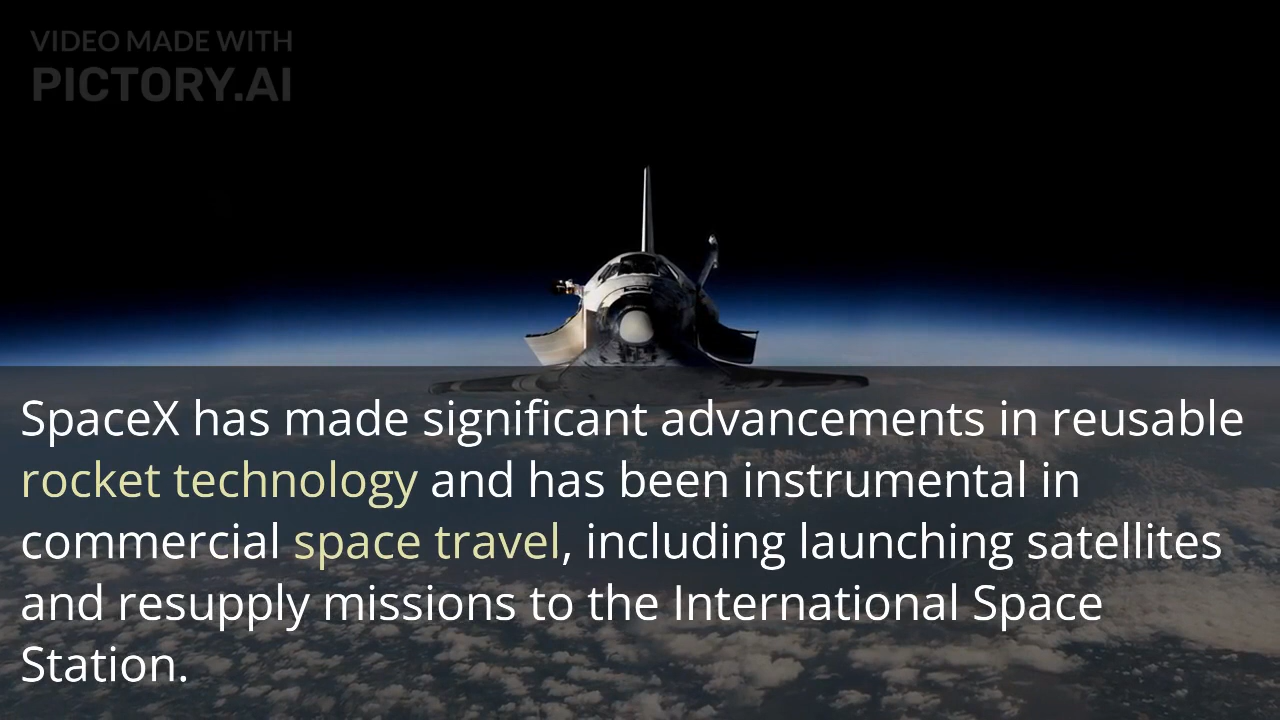 VIDEO MADE WITH
PICTORY.AI
SpaceX has made significant advancements in reusable
rocket technology and has been instrumental in
commercial space travel, including launching satellites
and resupply missions to the International Space
Station.